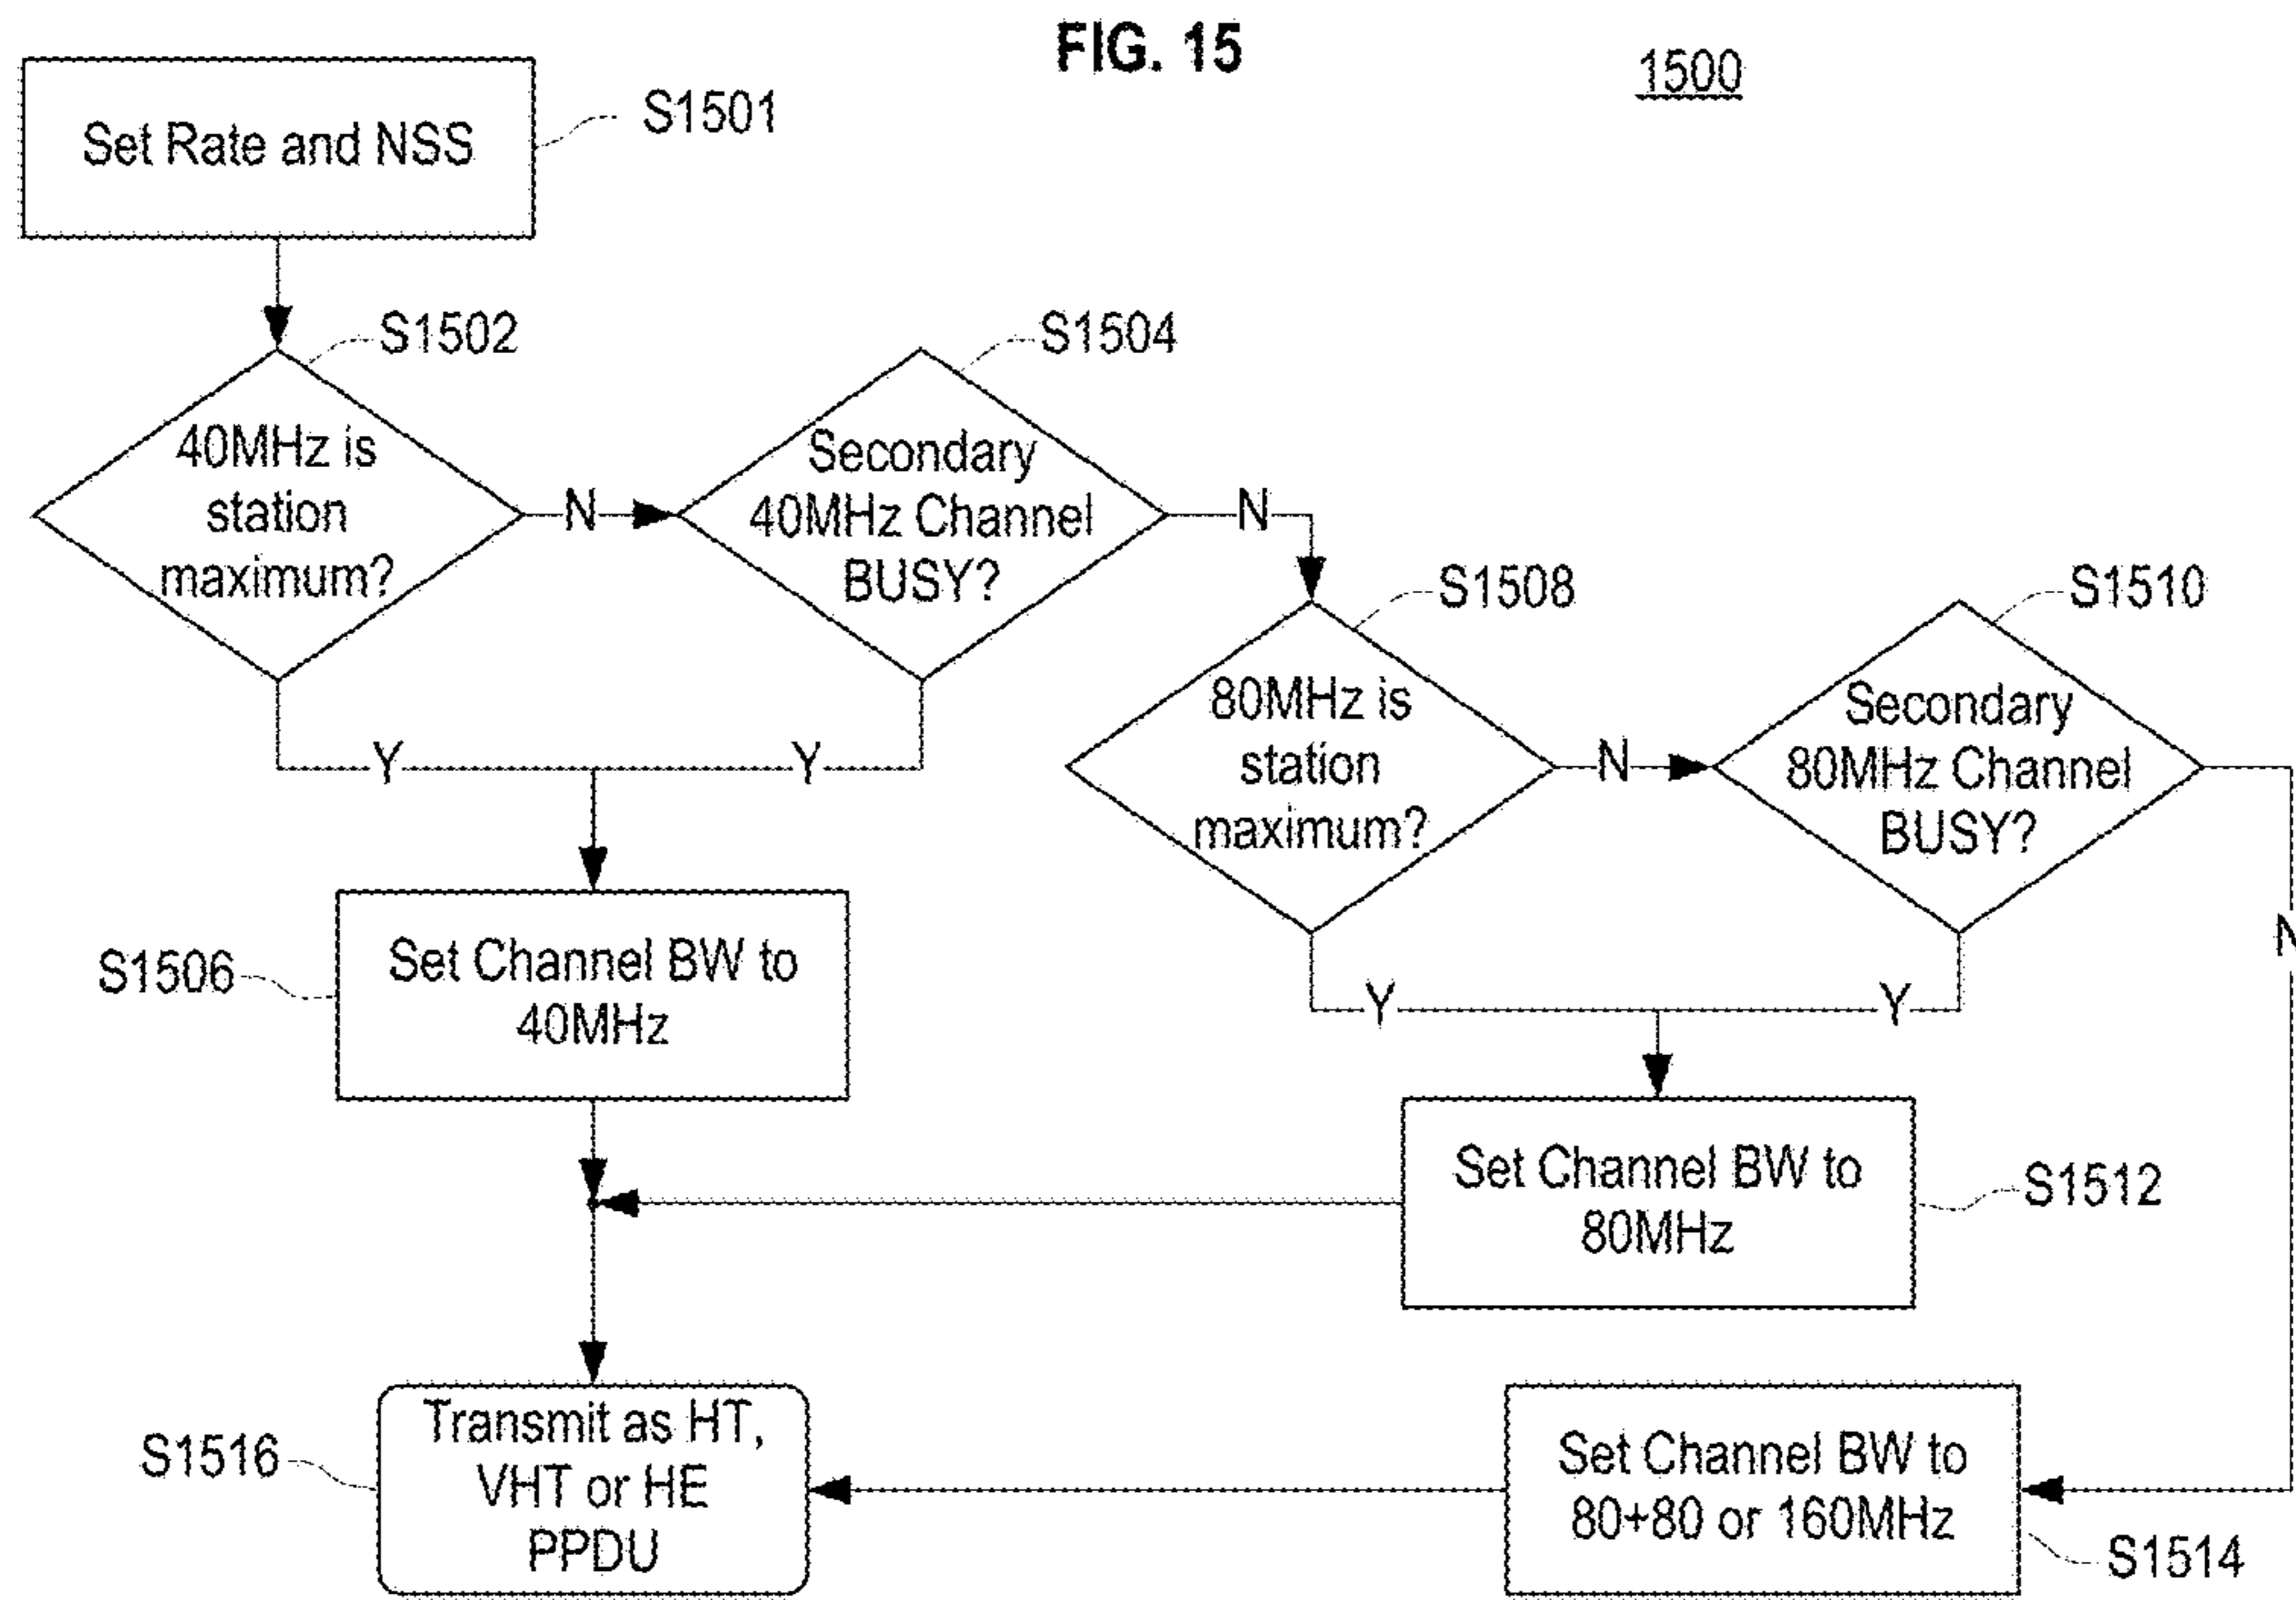 FIG. 15
1500
Set Rate and NSS
S1501
S1502
40MHz is
station
maximum?
N
Y
S1504
Secondary
40MHz Channel
BUSY?
N
Y
S1508
80MHz is
station
maximum?
N
Y
S1510
Secondary
80MHz Channel
BUSY?
N
Y
S1506
Set Channel BW to
40MHz
Set Channel BW to
80MHz
S1512
S1516
Transmit as HT,
VHT or HE
PPDU
Set Channel BW to
80+80 or 160MHz
S1514